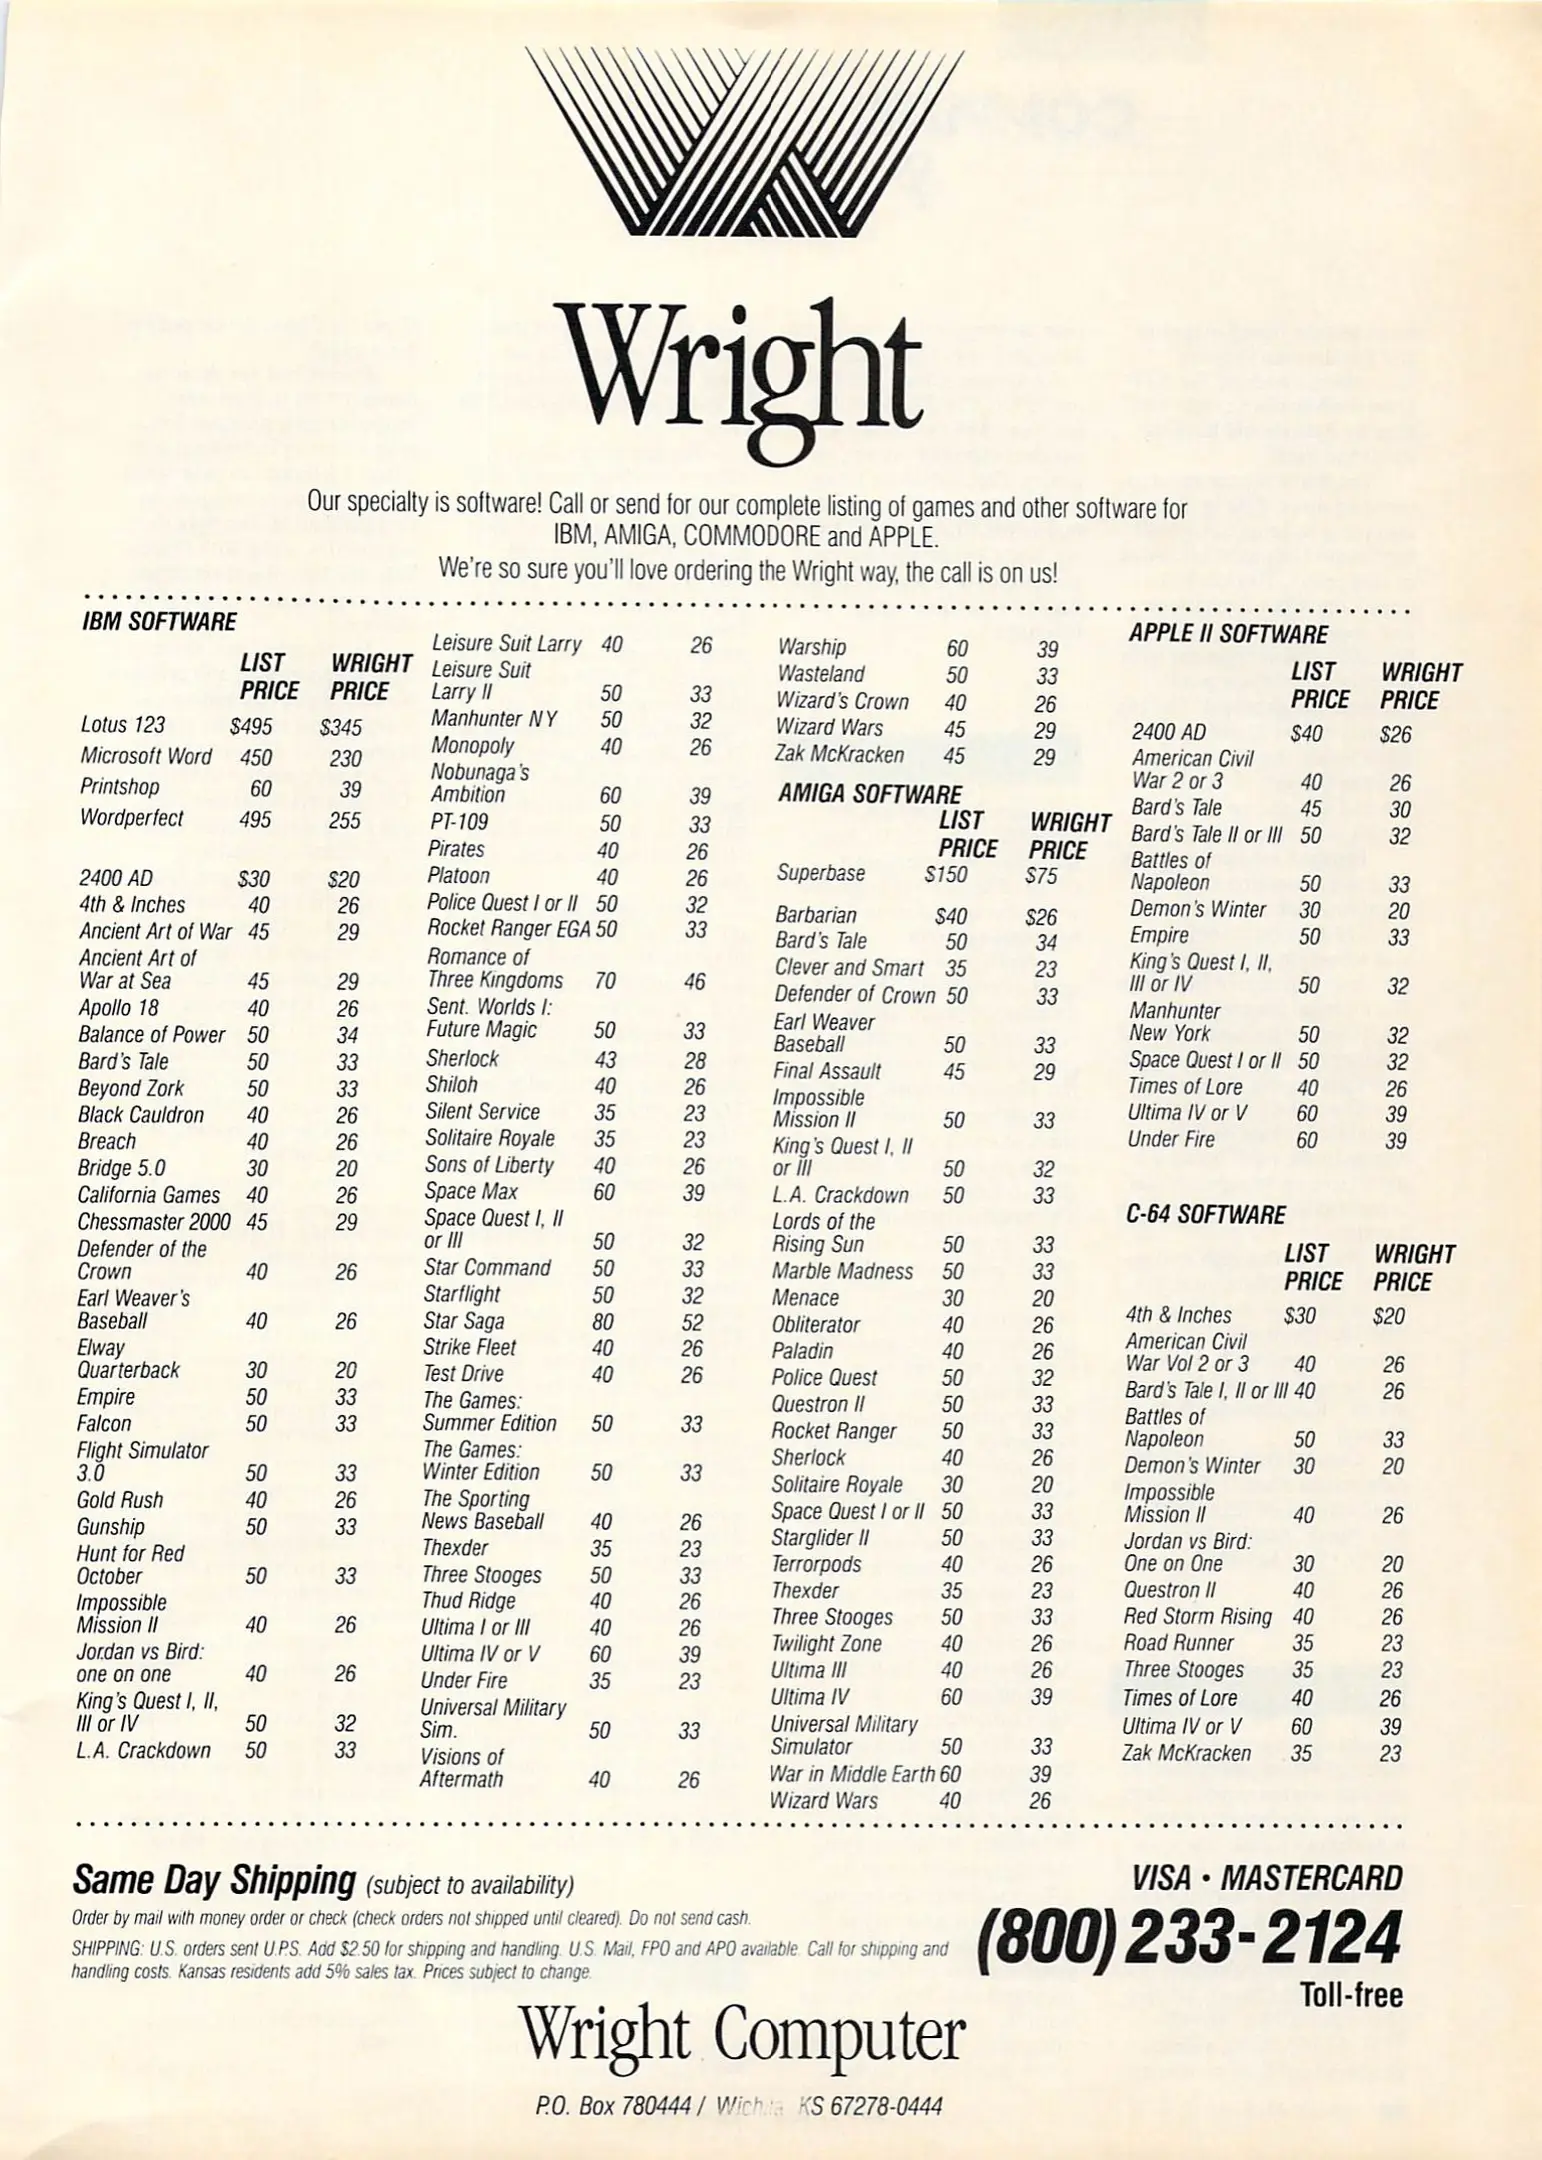 Wright
Our specialty is software! Call or send for our complete listing of games and other software for
IBM, AMIGA, COMMODORE and APPLE.
We're so sure you'll love ordering the Wright way, the call is on us!
IBM SOFTWARE
LIST WRIGHT
PRICE PRICE
Lotus 123 $495 $345
Microsoft Word 450 230
Printshop 60 39
Wordperfect 495 255
2400 AD $30 $20
4th & Inches 40 26
Ancient Art of War 45 29
Ancient Art of
War at Sea 45 29
Apollo 18 40 26
Balance of Power 50 34
Bard's Tale 50 33
Beyond Zork 50 33
Black Cauldron 40 26
Breach 40 26
Bridge 5.0 30 20
California Games 40 26
Chessmaster 2000 45 29
Defender of the
Crown 40 26
Earl Weaver's
Baseball 40 26
Elway
Quarterback 30 20
Empire 50 33
Falcon 50 33
Flight Simulator
3.0 50 33
Gold Rush 40 26
Gunship 50 33
Hunt for Red
October 50 33
Impossible
Mission II 40 26
Jordan vs Bird:
one on one 40 26
King's Quest I, II,
III or IV 50 32
L.A. Crackdown 50 33
Leisure Suit Larry 40 26
Leisure Suit
Larry II 50 33
Manhunter NY 50 32
Monopoly 40 26
Nobunaga's
Ambition 60 39
PT-109 50 33
Pirates 40 26
Platoon 40 26
Police Quest I or II 50 32
Rocket Ranger EGA 50 33
Romance of
Three Kingdoms 70 46
Sent. Worlds I:
Future Magic 50 33
Sherlock 43 28
Shiloh 40 26
Silent Service 35 23
Solitaire Royale 35 23
Sons of Liberty 40 26
Space Max 60 39
Space Quest I, II
or III 50 32
Star Command 50 33
Starflight 50 32
Star Saga 80 52
Strike Fleet 40 26
Test Drive 40 26
The Games:
Summer Edition 50 33
The Games:
Winter Edition 50 33
The Sporting
News Baseball 40 26
Thexder 35 23
Three Stooges 50 33
Thud Ridge 40 26
Ultima I or III 40 26
Ultima IV or V 60 39
Under Fire 35 23
Universal Military
Sim. 50 33
Visions of
Aftermath 40 26
Warship 60 39
Wasteland 50 33
Wizard's Crown 40 26
Wizard Wars 45 29
Zak McKracken 45 29
AMIGA SOFTWARE
LIST WRIGHT
PRICE PRICE
Superbase $150 $75
Barbarian $40 $26
Bard's Tale 50 34
Clever and Smart 35 23
Defender of Crown 50 33
Earl Weaver
Baseball 50 33
Final Assault 45 29
Impossible
Mission II 50 33
King's Quest I, II
or III 50 32
L.A. Crackdown 50 33
Lords of the
Rising Sun 50 33
Marble Madness 50 33
Menace 30 20
Obliterator 40 26
Paladin 40 26
Police Quest 50 32
Questron II 50 33
Rocket Ranger 50 33
Sherlock 40 26
Solitaire Royale 30 20
Space Quest I or II 50 33
Starglider II 50 33
Terrorpods 40 26
Thexder 35 23
Three Stooges 50 33
Twilight Zone 40 26
Ultima III 40 26
Ultima IV 60 39
Universal Military
Simulator 50 33
War in Middle Earth 60 39
Wizard Wars 40 26
APPLE II SOFTWARE
LIST WRIGHT
PRICE PRICE
2400 AD $40 $26
American Civil
War 2 or 3 40 26
Bard's Tale 45 30
Bard's Tale II or III 50 32
Battles of
Napoleon 50 33
Demon's Winter 30 20
Empire 50 33
King's Quest I, II,
III or IV 50 32
Manhunter
New York 50 32
Space Quest I or II 50 32
Times of Lore 40 26
Ultima IV or V 60 39
Under Fire 60 39
C-64 SOFTWARE
LIST WRIGHT
PRICE PRICE
4th & Inches $30 $20
American Civil
War Vol 2 or 3 40 26
Bard's Tale I, II or III 40 26
Battles of
Napoleon 50 33
Demon's Winter 30 20
Impossible
Mission II 40 26
Jordan vs Bird:
One on One 30 20
Questron II 40 26
Red Storm Rising 40 26
Road Runner 35 23
Three Stooges 35 23
Times of Lore 40 26
Ultima IV or V 60 39
Zak McKracken 35 23
Same Day Shipping (subject to availability)
Order by mail with money order or check (check orders not shipped until cleared). Do not send cash.
SHIPPING: U.S. orders sent U.P.S. Add $2.50 for shipping and handling. U.S. Mail, FPO and APO available. Call for shipping and
handling costs. Kansas residents add 5% sales tax. Prices subject to change.
VISA • MASTERCARD
(800) 233-2124
Toll-free
Wright Computer
P.O. Box 780444 / Wichita KS 67278-0444